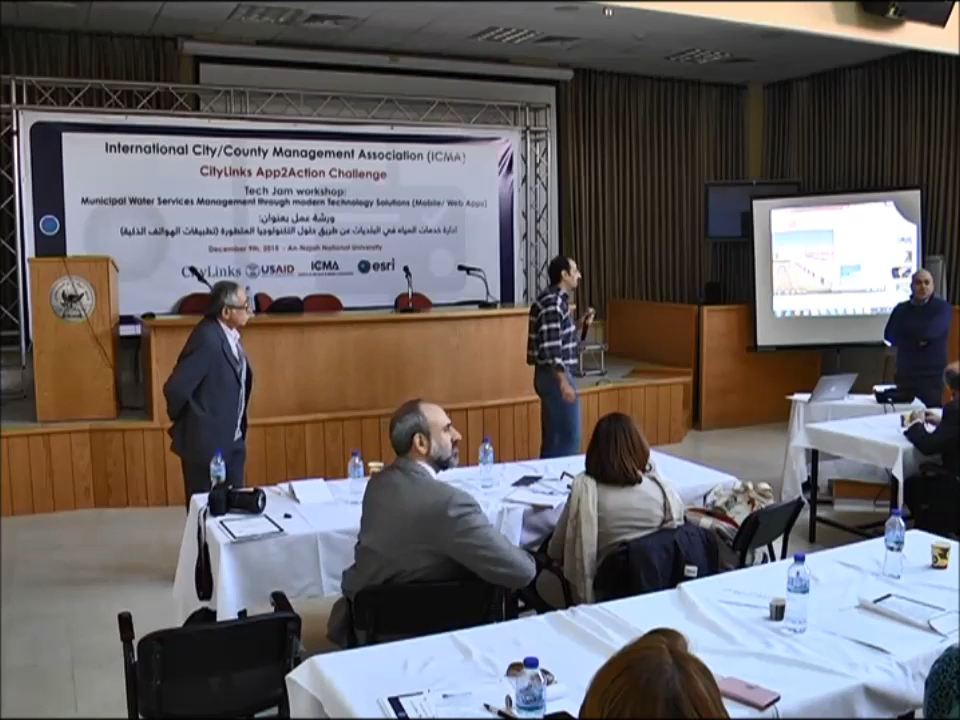 International City/County Management Association (ICMA)
CityLinks App2Action Challenge
Tech Jam workshop:
Municipal Water Services Management through modern Technology Solutions (Mobile/ Web Apps)
ورشة عمل بعنوان:
ادارة خدمات المياه في البلديات عن طريق حلول التكنولوجيا المتطورة (تطبيقات الهواتف الذكية)
December 9th, 2015 - An-Najah National University
CityLinks USAID ICMA esri